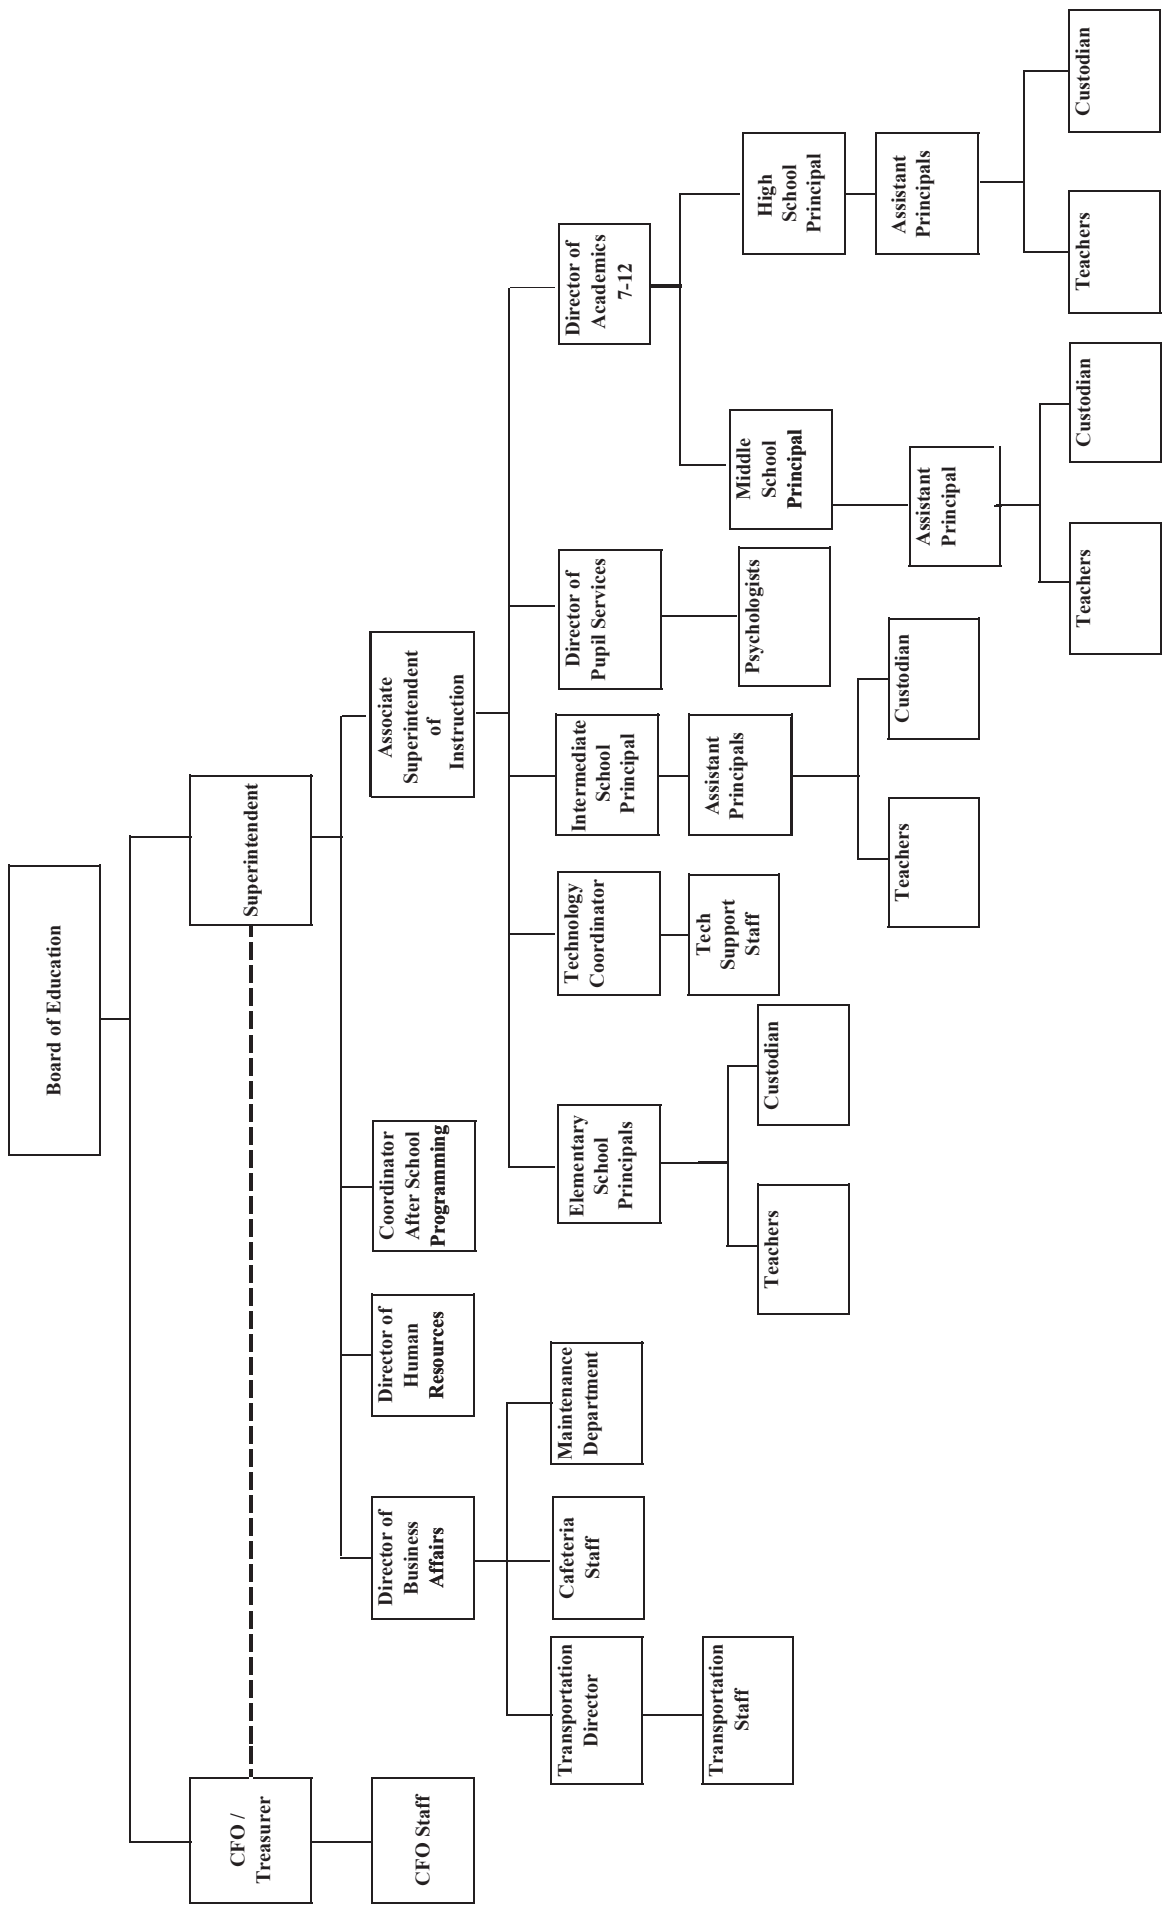 Board of Education
CFO /
Treasurer
Superintendent
CFO Staff
Director of
Business
Affairs
Director of
Human
Resources
Coordinator
After School
Programming
Associate
Superintendent
of
Instruction
Transportation
Director
Cafeteria
Staff
Maintenance
Department
Elementary
School
Principals
Technology
Coordinator
Intermediate
School
Principal
Director of
Pupil Services
Director of
Academics
7-12
Transportation
Staff
Teachers
Custodian
Tech
Support
Staff
Assistant
Principals
Psychologists
Middle
School
Principal
High
School
Principal
Teachers
Custodian
Assistant
Principal
Assistant
Principals
Teachers
Custodian
Teachers
Custodian